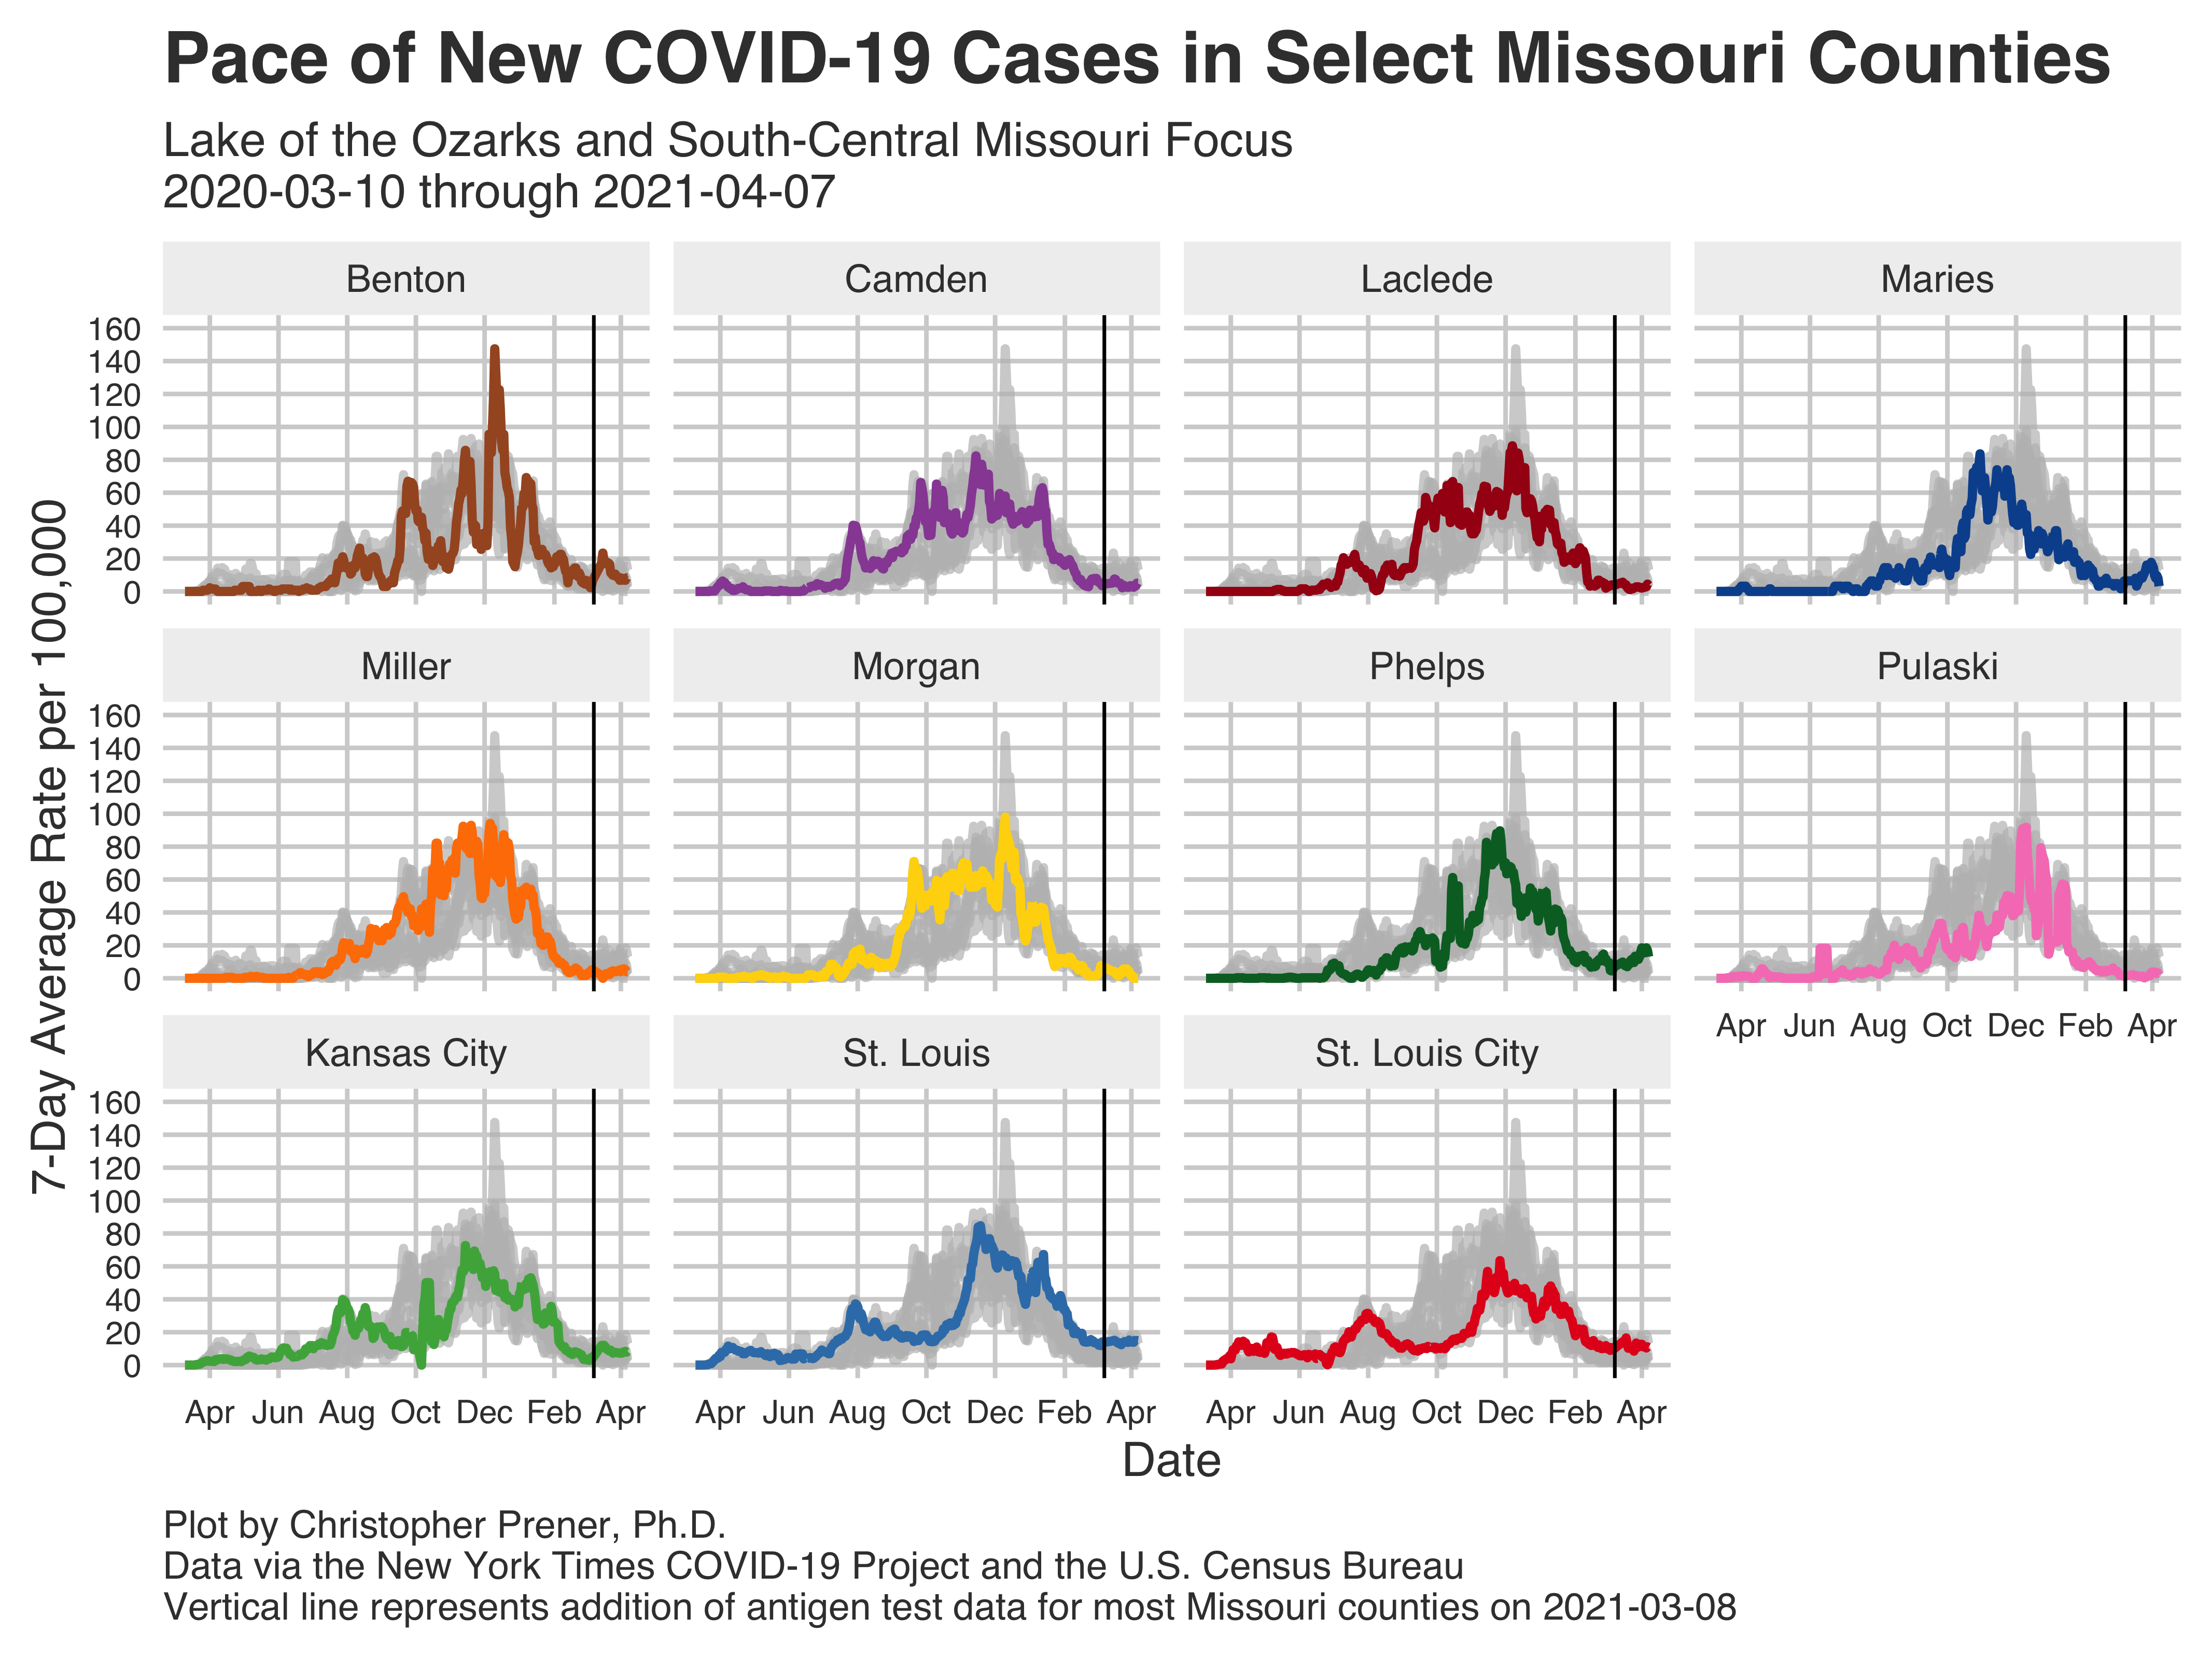 Pace of New COVID-19 Cases in Select Missouri Counties
Lake of the Ozarks and South-Central Missouri Focus
2020-03-10 through 2021-04-07
7-Day Average Rate per 100,000
Benton
Camden
Laclede
Maries
160
140
120
100
80
60
40
20
0
Miller
Morgan
Phelps
Pulaski
160
140
120
100
80
60
40
20
0
Apr Jun Aug Oct Dec Feb Apr
Kansas City
St. Louis
St. Louis City
160
140
120
100
80
60
40
20
0
Apr Jun Aug Oct Dec Feb Apr
Apr Jun Aug Oct Dec Feb Apr
Apr Jun Aug Oct Dec Feb Apr
Date
Plot by Christopher Prener, Ph.D.
Data via the New York Times COVID-19 Project and the U.S. Census Bureau
Vertical line represents addition of antigen test data for most Missouri counties on 2021-03-08